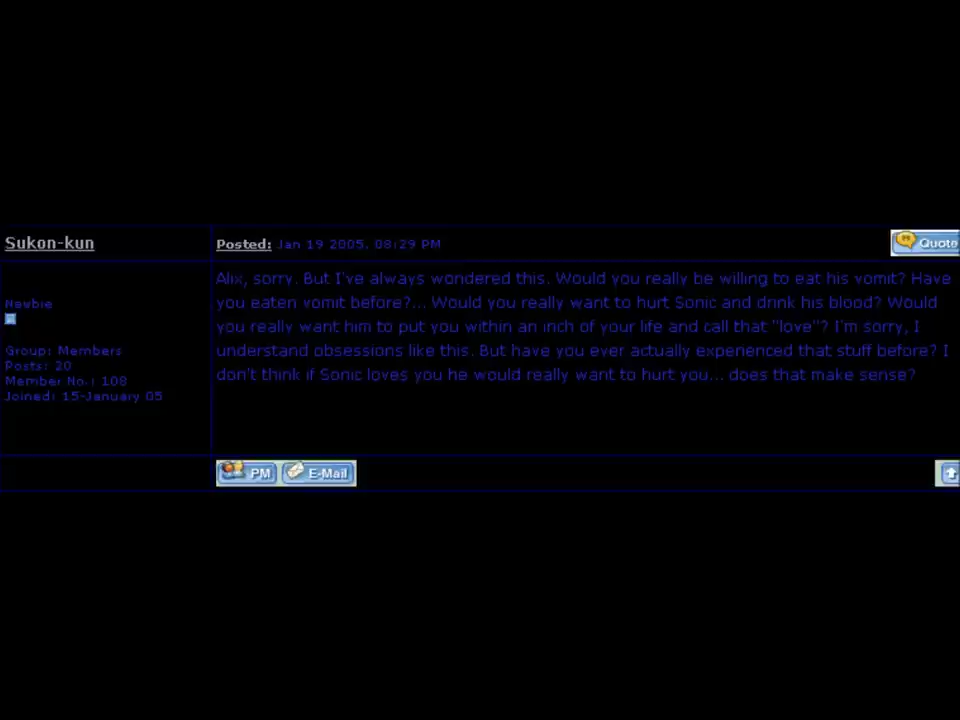 Sukon-kun
Posted: Jan 19 2005, 08:29 PM
Quote
Newbie
Group: Members
Posts: 20
Member No.: 108
Joined: 15-January 05
Alix, sorry. But I've always wondered this. Would you really be willing to eat his vomit? Have
you eaten vomit before?... Would you really want to hurt Sonic and drink his blood? Would
you really want him to put you within an inch of your life and call that "love"? I'm sorry, I
understand obsessions like this. But have you ever actually experienced that stuff before? I
don't think if Sonic loves you he would really want to hurt you... does that make sense?
PM
E-Mail